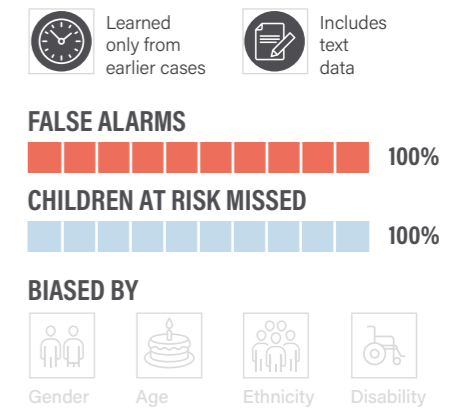 Learned
only from
earlier cases
Includes
text
data
FALSE ALARMS
100%
CHILDREN AT RISK MISSED
100%
BIASED BY
Gender
Age
Ethnicity
Disability